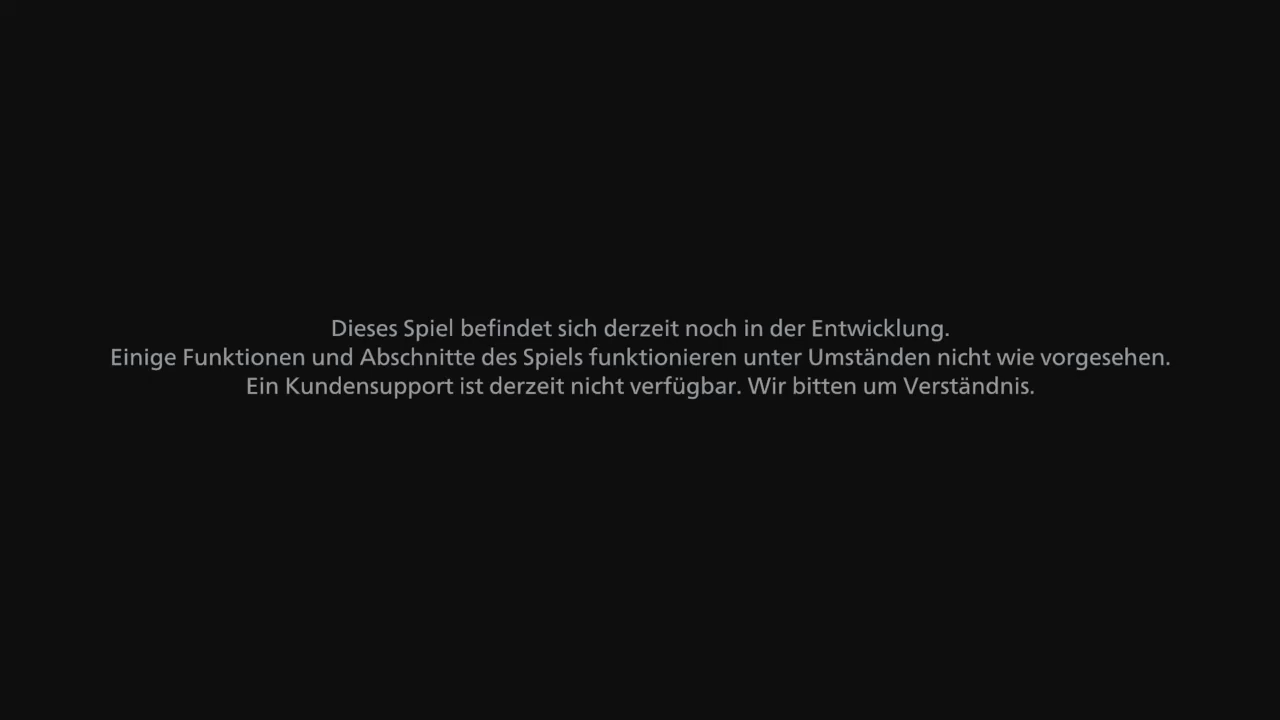 Dieses Spiel befindet sich derzeit noch in der Entwicklung.
Einige Funktionen und Abschnitte des Spiels funktionieren unter Umständen nicht wie vorgesehen.
Ein Kundensupport ist derzeit nicht verfügbar. Wir bitten um Verständnis.